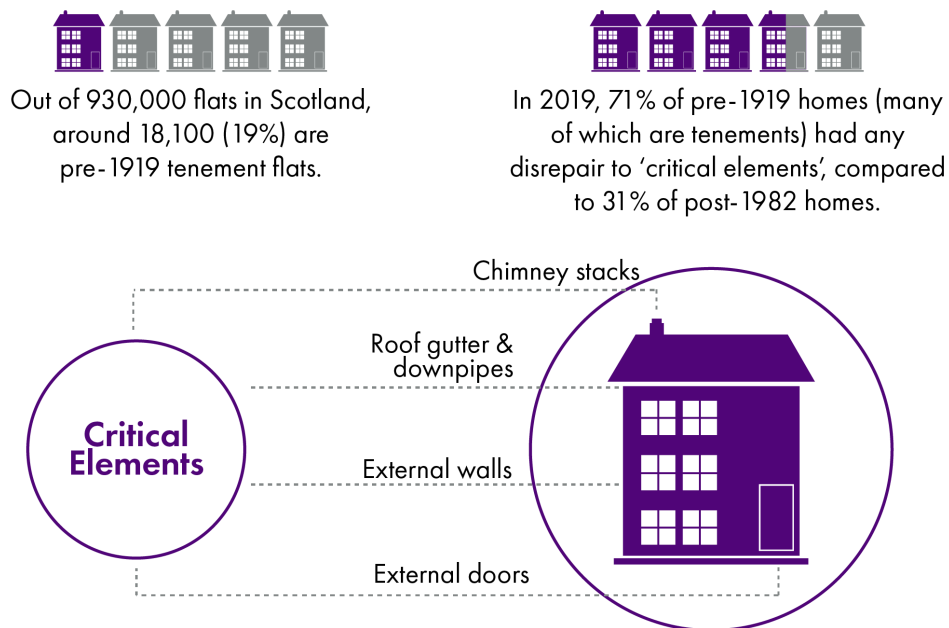 Out of 930,000 flats in Scotland,
around 18,100 (19%) are
pre-1919 tenement flats.
In 2019, 71% of pre-1919 homes (many
of which are tenements) had any
disrepair to ‘critical elements’, compared
to 31% of post-1982 homes.
Chimney stacks
Roof gutter &
downpipes
Critical
Elements
External walls
External doors